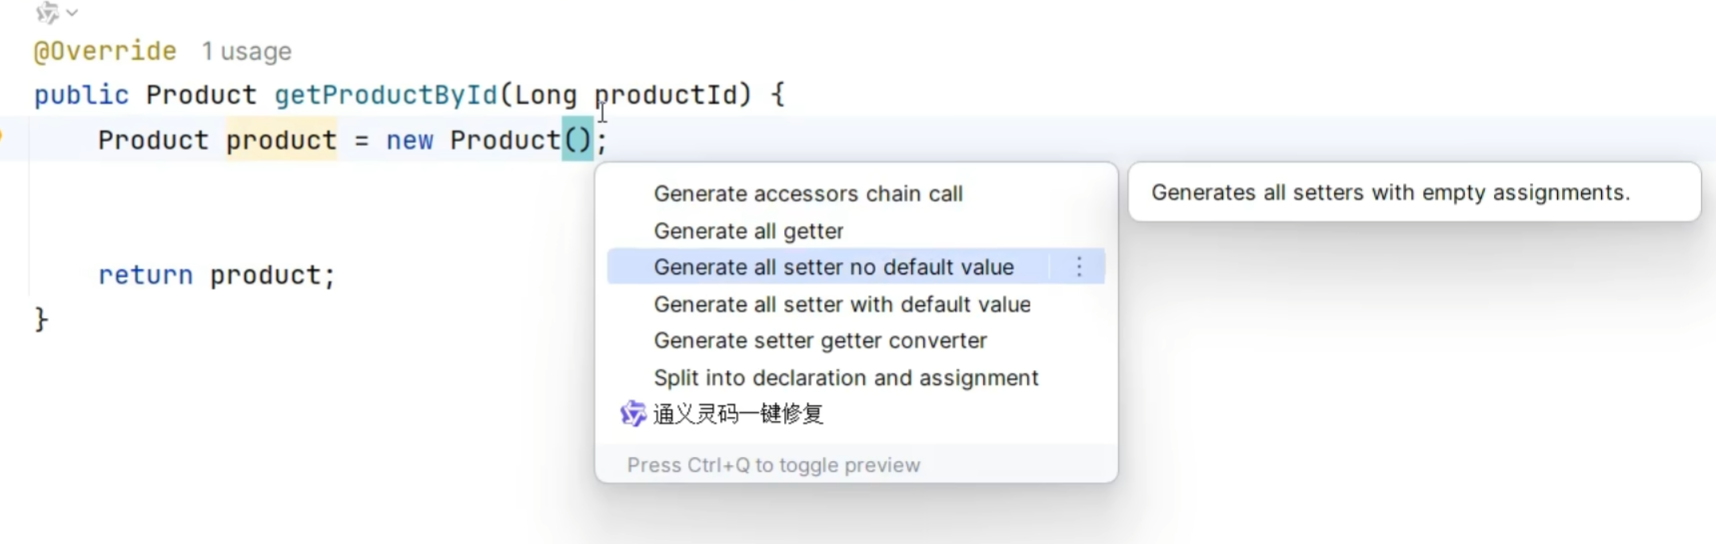 @Override 1 usage
public Product getProductById(Long productId) {
Product product = new Product();
return product;
}
Generate accessors chain call
Generate all getter
Generate all setter no default value
Generate all setter with default value
Generate setter getter converter
Split into declaration and assignment
通义灵码一键修复
Press Ctrl+Q to toggle preview
Generates all setters with empty assignments.